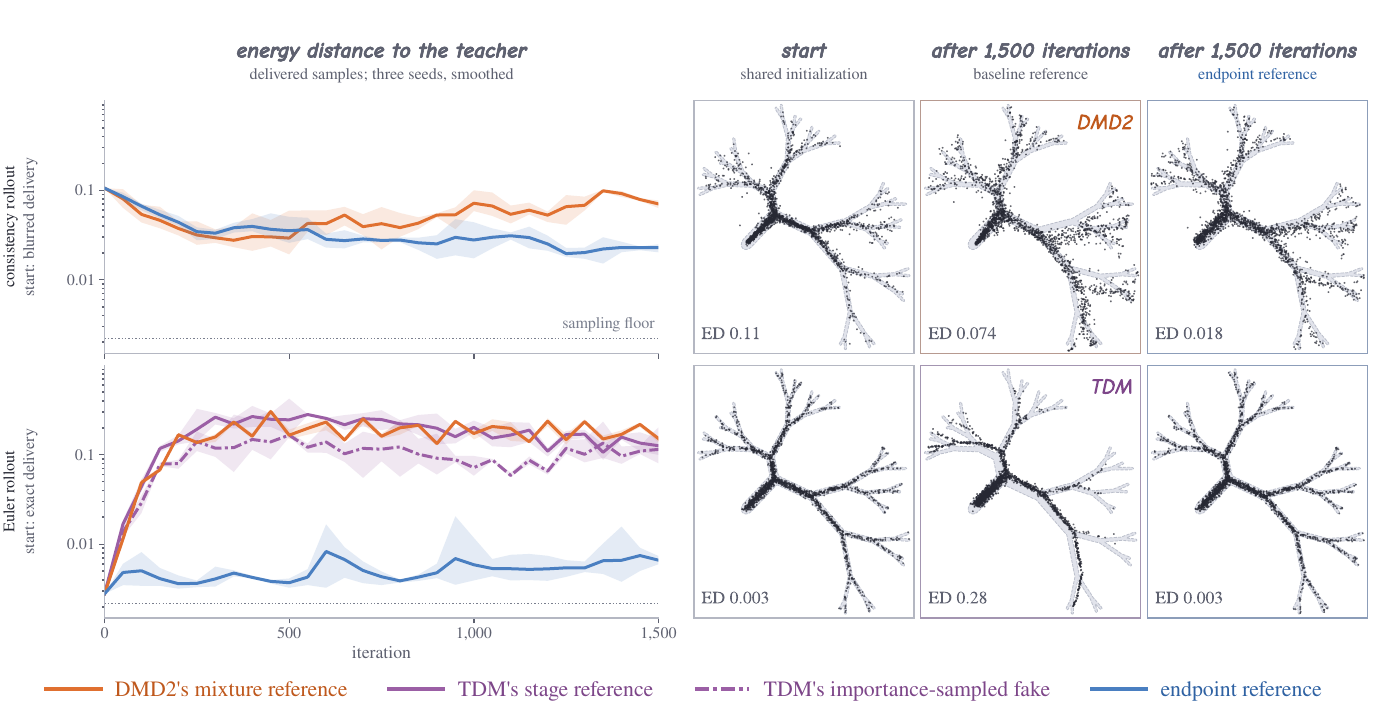 energy distance to the teacher
delivered samples; three seeds, smoothed
start
shared initialization
after 1,500 iterations
baseline reference
after 1,500 iterations
endpoint reference
consistency rollout
start: blurred delivery
0.1
0.01
sampling floor
DMD2
ED 0.11
ED 0.074
ED 0.018
Euler rollout
start: exact delivery
0.1
0.01
0
500
1,000
1,500
iteration
TDM
ED 0.003
ED 0.28
ED 0.003
DMD2's mixture reference
TDM's stage reference
TDM's importance-sampled fake
endpoint reference